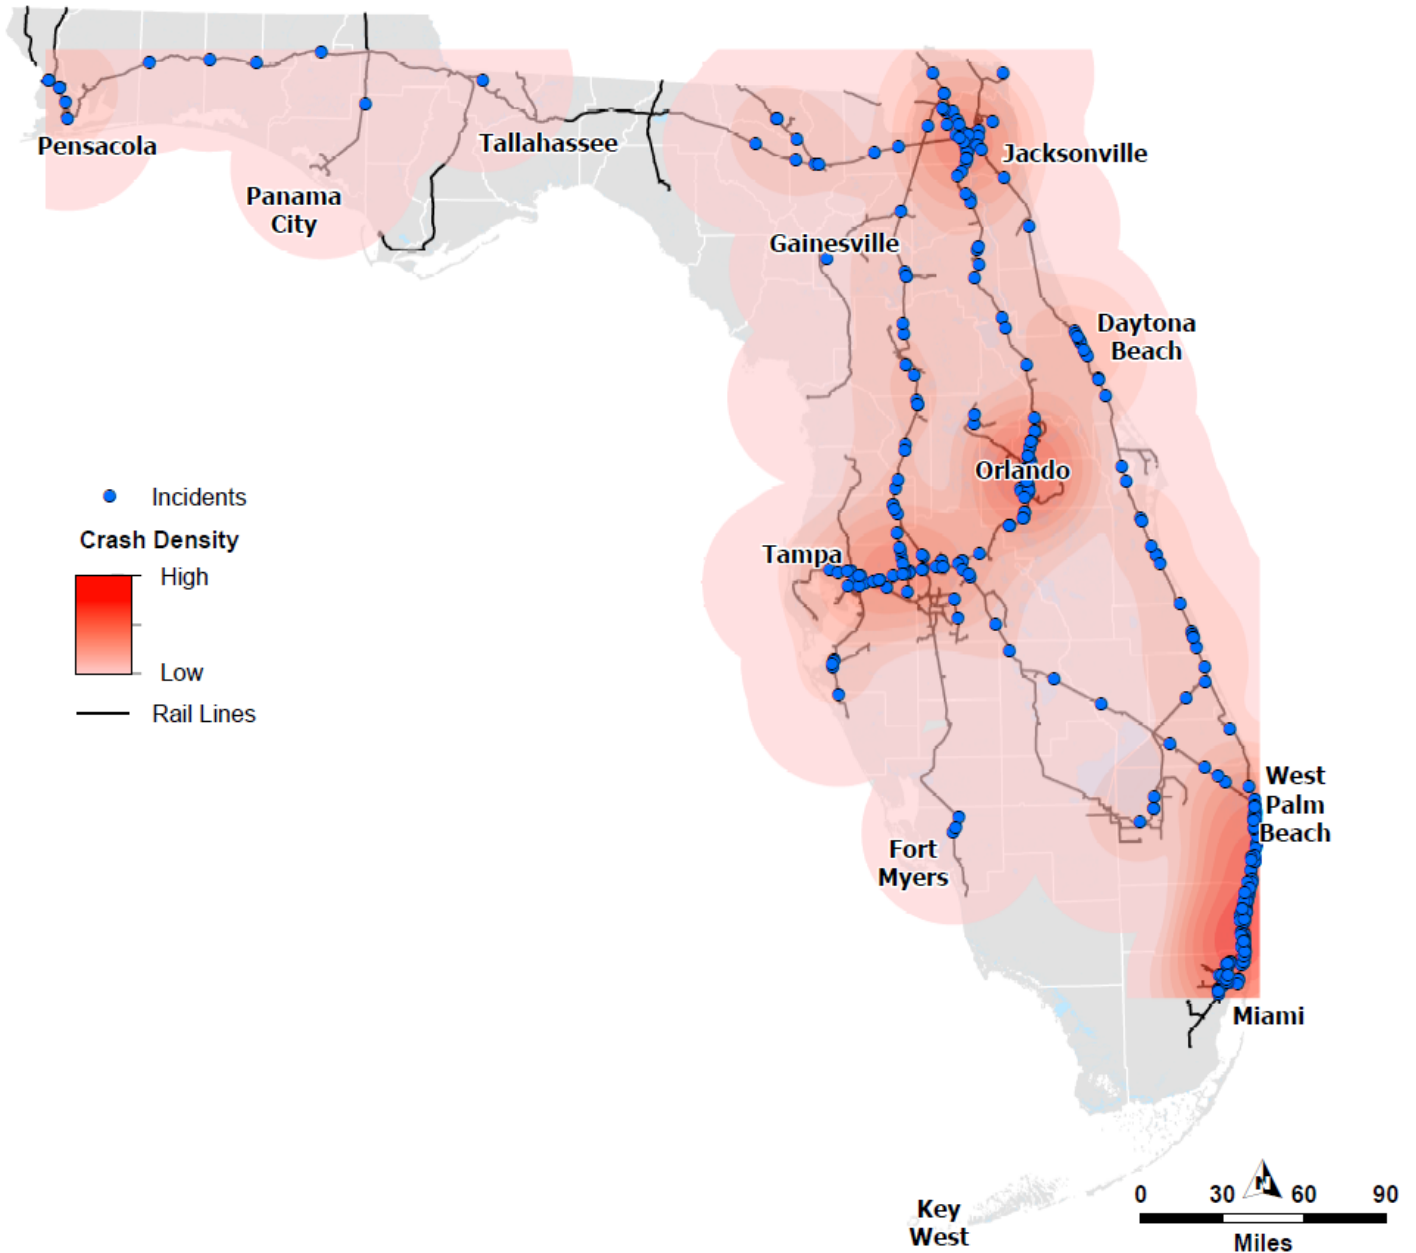 Pensacola
Panama
City
Tallahassee
Jacksonville
Gainesville
Daytona
Beach
Orlando
Tampa
Incidents
Crash Density
High
Low
Rail Lines
West
Palm
Beach
Fort
Myers
Miami
Key
West
N
0 30 60 90
Miles